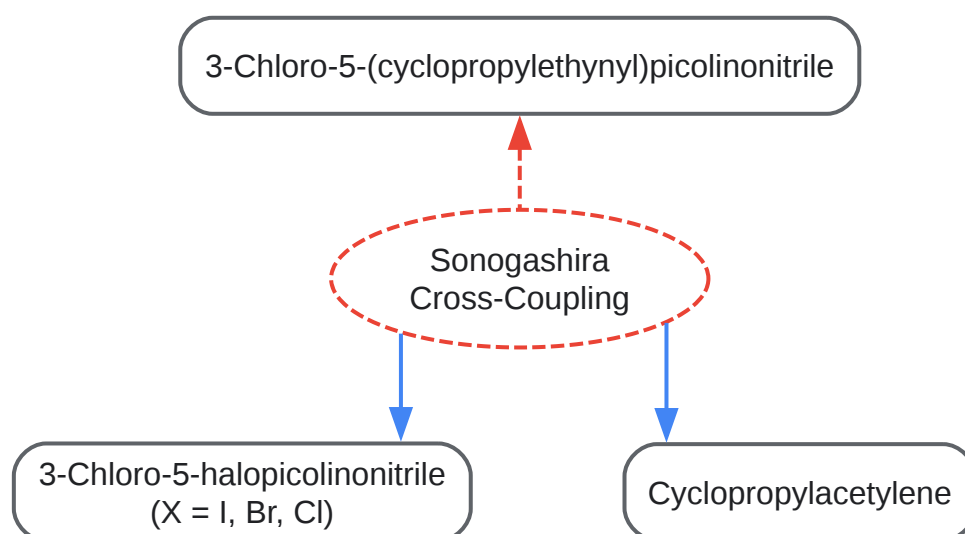 3-Chloro-5-(cyclopropylethynyl)picolinonitrile
Sonogashira
Cross-Coupling
3-Chloro-5-halopicolinonitrile
(X = I, Br, Cl)
Cyclopropylacetylene